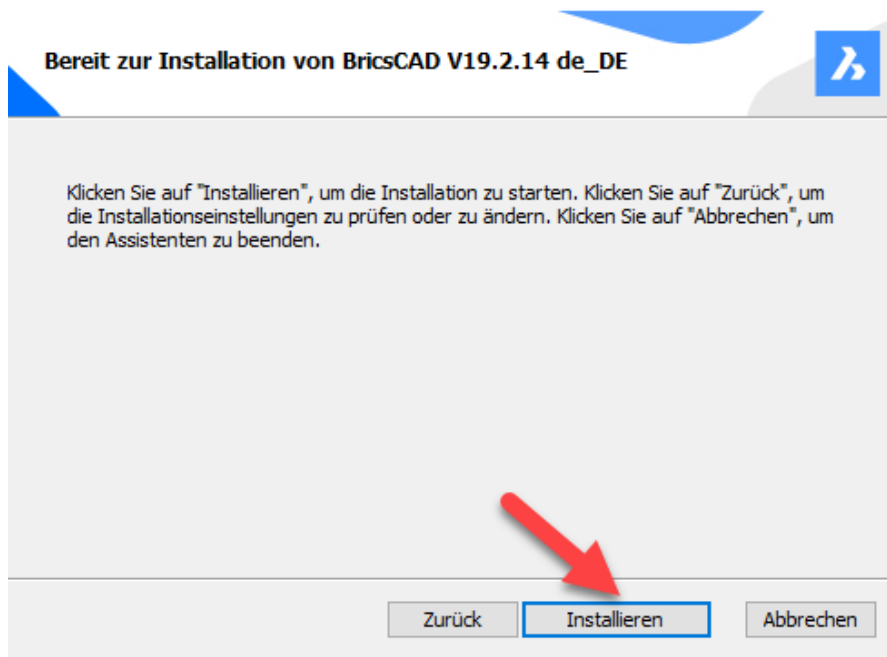 Bereit zur Installation von BricsCAD V19.2.14 de_DE
Klicken Sie auf "Installieren", um die Installation zu starten. Klicken Sie auf "Zurück", um
die Installationseinstellungen zu prüfen oder zu ändern. Klicken Sie auf "Abbrechen", um
den Assistenten zu beenden.
Zurück Installieren Abbrechen